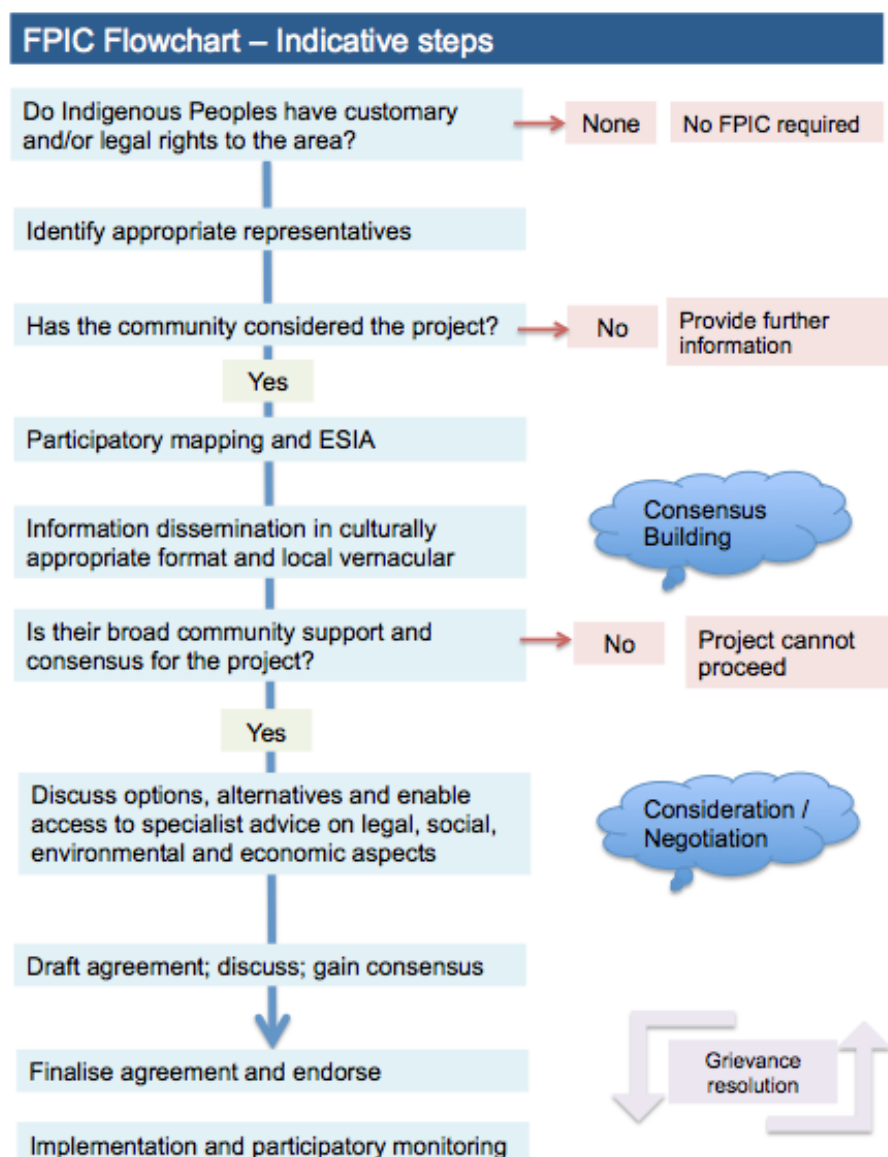 FPIC Flowchart – Indicative steps
Do Indigenous Peoples have customary
and/or legal rights to the area?
None
No FPIC required
Identify appropriate representatives
Has the community considered the project?
No
Provide further
information
Yes
Participatory mapping and ESIA
Information dissemination in culturally
appropriate format and local vernacular
Consensus
Building
Is their broad community support and
consensus for the project?
No
Project cannot
proceed
Yes
Discuss options, alternatives and enable
access to specialist advice on legal, social,
environmental and economic aspects
Consideration /
Negotiation
Draft agreement; discuss; gain consensus
Finalise agreement and endorse
Grievance
resolution
Implementation and participatory monitoring